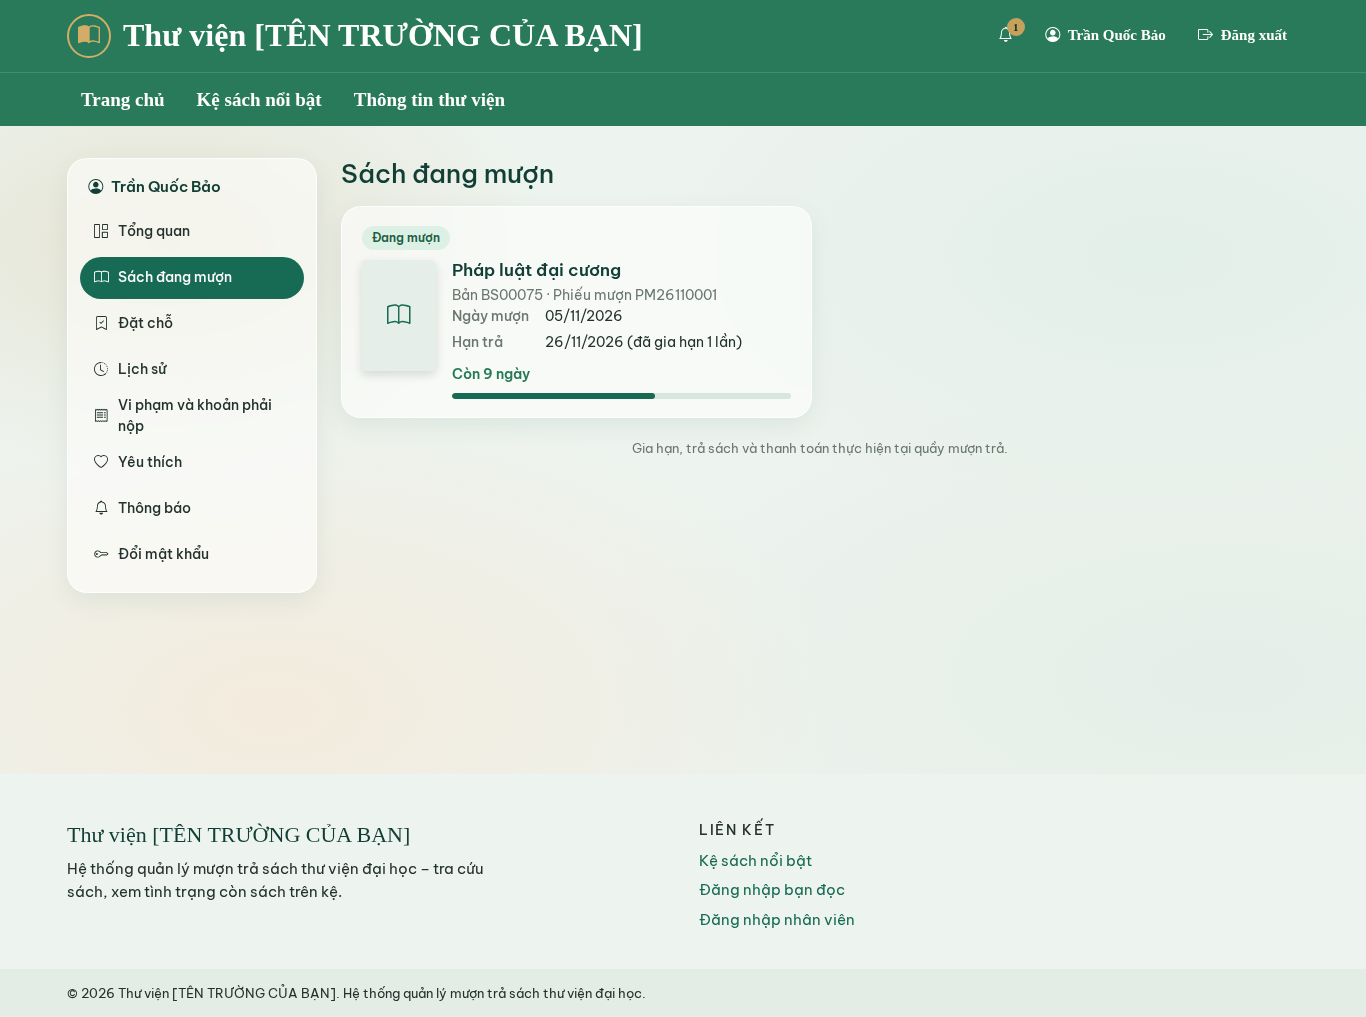 Thư viện [TÊN TRƯỜNG CỦA BẠN]
1
Trần Quốc Bảo
Đăng xuất
Trang chủ
Kệ sách nổi bật
Thông tin thư viện
Trần Quốc Bảo
Tổng quan
Sách đang mượn
Đặt chỗ
Lịch sử
Vi phạm và khoản phải
nộp
Yêu thích
Thông báo
Đổi mật khẩu
Sách đang mượn
Đang mượn
Pháp luật đại cương
Bản BS00075 · Phiếu mượn PM26110001
Ngày mượn 05/11/2026
Hạn trả 26/11/2026 (đã gia hạn 1 lần)
Còn 9 ngày
Gia hạn, trả sách và thanh toán thực hiện tại quầy mượn trả.
Thư viện [TÊN TRƯỜNG CỦA BẠN]
Hệ thống quản lý mượn trả sách thư viện đại học – tra cứu
sách, xem tình trạng còn sách trên kệ.
LIÊN KẾT
Kệ sách nổi bật
Đăng nhập bạn đọc
Đăng nhập nhân viên
© 2026 Thư viện [TÊN TRƯỜNG CỦA BẠN]. Hệ thống quản lý mượn trả sách thư viện đại học.